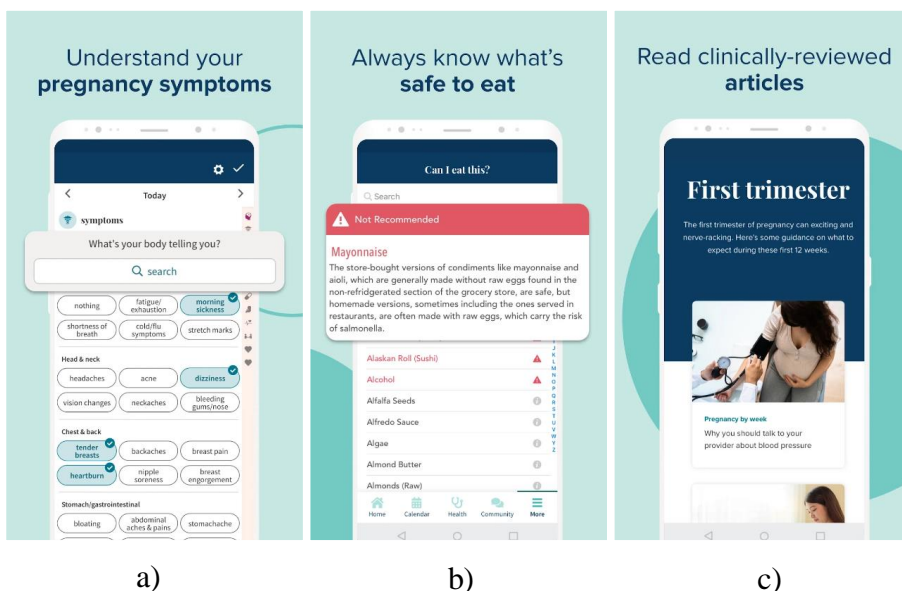 Understand your
pregnancy symptoms
Today
symptoms
What's your body telling you?
search
nothing
fatigue/
exhaustion
morning
sickness
shortness of
breath
cold/flu
symptoms
stretch marks
Head & neck
headaches
acne
dizziness
vision changes
neckaches
bleeding
gums/nose
Chest & back
tender
breasts
backaches
breast pain
heartburn
nipple
soreness
breast
engorgement
Stomach/gastrointestinal
bloating
abdominal
aches & pains
stomachache
a)
Always know what's
safe to eat
Can I eat this?
Search
Not Recommended
Mayonnaise
The store-bought versions of condiments like mayonnaise and
aioli, which are generally made without raw eggs found in the
non-refridgerated section of the grocery store, are safe, but
homemade versions, sometimes including the ones served in
restaurants, are often made with raw eggs, which carry the risk
of salmonella.
Alaskan Roll (Sushi)
Alcohol
Alfalfa Seeds
Alfredo Sauce
Algae
Almond Butter
Almonds (Raw)
J
K
L
M
N
O
P
Q
R
S
T
U
V
W
Y
Z
Home Calendar Health Community More
b)
Read clinically-reviewed
articles
First trimester
The first trimester of pregnancy can exciting and
nerve-racking. Here's some guidance on what to
expect during these first 12 weeks.
Pregnancy by week
Why you should talk to your
provider about blood pressure
c)